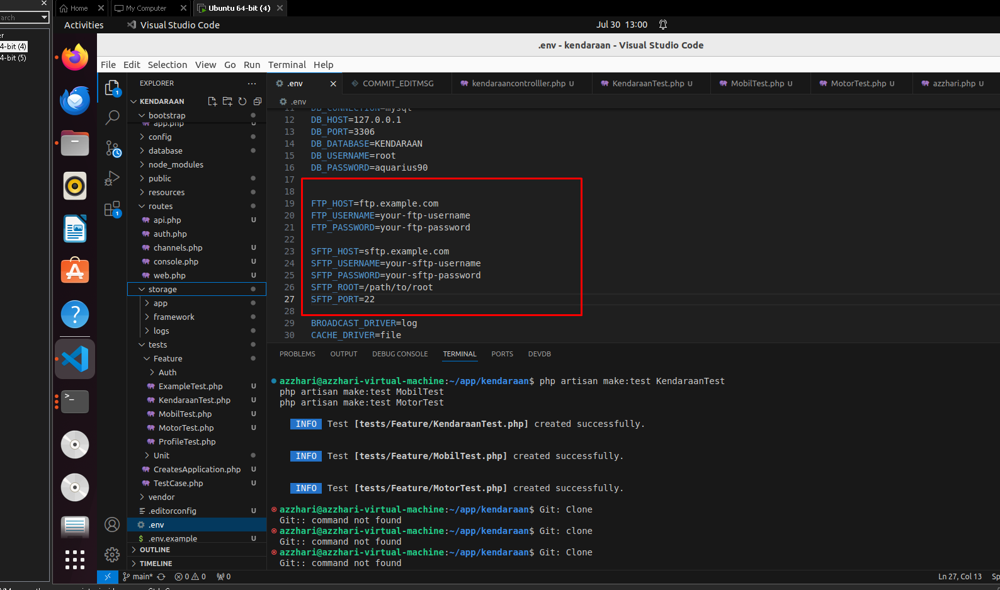 Home
My Computer
Ubuntu 64-bit (4)
arch
4-bit (4)
4-bit (5)
Activities
Visual Studio Code
Jul 30 13:00
.env - kendaraan - Visual Studio Code
File Edit Selection View Go Run Terminal Help
EXPLORER
.env
COMMIT_EDITMSG
kendaraancontrolller.php U
KendaraanTest.php U
MobilTest.php U
MotorTest.php U
azzhari.php U
KENDARAAN
bootstrap
app.php U
config
database
node_modules
public
resources
routes
api.php U
auth.php
channels.php U
console.php U
web.php U
storage
app
framework
logs
tests
Feature
Auth
ExampleTest.php U
KendaraanTest.php U
MobilTest.php U
MotorTest.php U
ProfileTest.php
Unit
CreatesApplication.php U
TestCase.php U
vendor
.editorconfig U
.env
.env.example U
OUTLINE
TIMELINE
.env
11 DB_CONNECTION=mysql
12 DB_HOST=127.0.0.1
13 DB_PORT=3306
14 DB_DATABASE=KENDARAAN
15 DB_USERNAME=root
16 DB_PASSWORD=aquarius90
17
18
19 FTP_HOST=ftp.example.com
20 FTP_USERNAME=your-ftp-username
21 FTP_PASSWORD=your-ftp-password
22
23 SFTP_HOST=sftp.example.com
24 SFTP_USERNAME=your-sftp-username
25 SFTP_PASSWORD=your-sftp-password
26 SFTP_ROOT=/path/to/root
27 SFTP_PORT=22
28
29 BROADCAST_DRIVER=log
30 CACHE_DRIVER=file
PROBLEMS OUTPUT DEBUG CONSOLE TERMINAL PORTS DEVDB
azzhari@azzhari-virtual-machine:~/app/kendaraan$ php artisan make:test KendaraanTest
php artisan make:test MobilTest
php artisan make:test MotorTest
INFO Test [tests/Feature/KendaraanTest.php] created successfully.
INFO Test [tests/Feature/MobilTest.php] created successfully.
INFO Test [tests/Feature/MotorTest.php] created successfully.
azzhari@azzhari-virtual-machine:~/app/kendaraan$ Git: Clone
Git:: command not found
azzhari@azzhari-virtual-machine:~/app/kendaraan$ Git: clone
Git:: command not found
azzhari@azzhari-virtual-machine:~/app/kendaraan$ Git: Clone
Git:: command not found
main* 0 0 0
Ln 27, Col 13 Sp